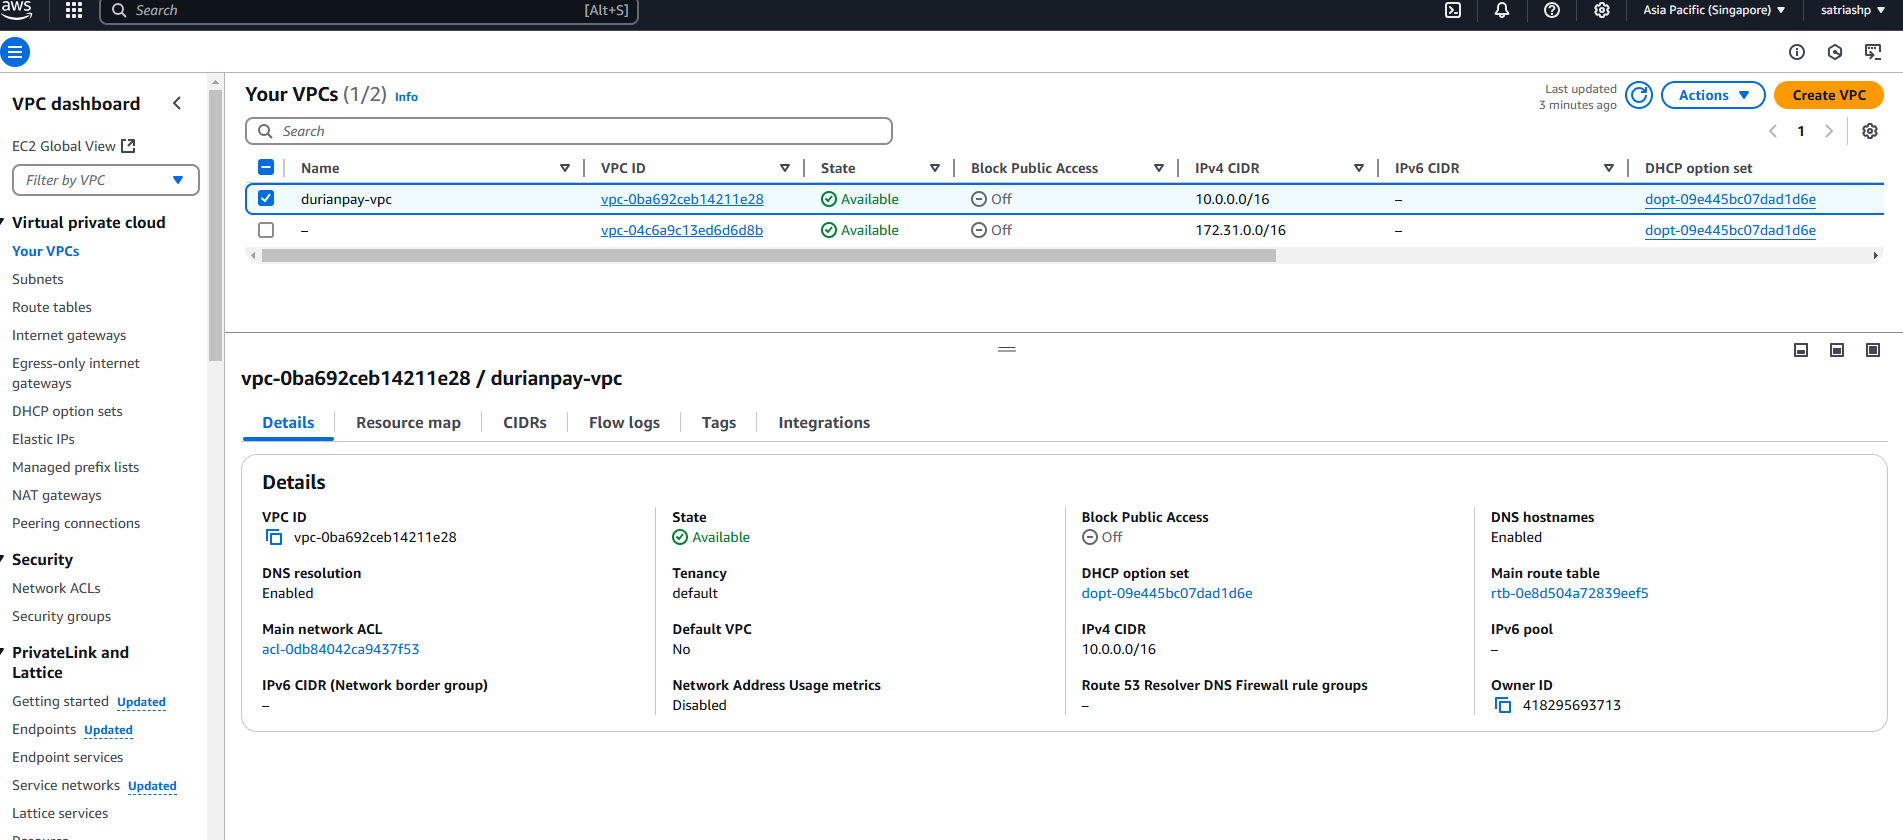 aws
Search [Alt+S] Asia Pacific (Singapore) satriashp
VPC dashboard
EC2 Global View
Filter by VPC
Virtual private cloud
Your VPCs
Subnets
Route tables
Internet gateways
Egress-only internet
gateways
DHCP option sets
Elastic IPs
Managed prefix lists
NAT gateways
Peering connections
Security
Network ACLs
Security groups
PrivateLink and
Lattice
Getting started Updated
Endpoints Updated
Endpoint services
Service networks Updated
Lattice services
Your VPCs (1/2) Info
Last updated
3 minutes ago
Actions
Create VPC
Search
1
Name VPC ID State Block Public Access IPv4 CIDR IPv6 CIDR DHCP option set
durianpay-vpc vpc-0ba692ceb14211e28 Available Off 10.0.0.0/16 – dopt-09e445bc07dad1d6e
– vpc-04c6a9c13ed6d6d8b Available Off 172.31.0.0/16 – dopt-09e445bc07dad1d6e
vpc-0ba692ceb14211e28 / durianpay-vpc
Details Resource map CIDRs Flow logs Tags Integrations
Details
VPC ID State Block Public Access DNS hostnames
vpc-0ba692ceb14211e28 Available Off Enabled
DNS resolution Tenancy DHCP option set Main route table
Enabled default dopt-09e445bc07dad1d6e rtb-0e8d504a72839eef5
Main network ACL Default VPC IPv4 CIDR IPv6 pool
acl-0db84042ca9437f53 No 10.0.0.0/16 –
IPv6 CIDR (Network border group) Network Address Usage metrics Route 53 Resolver DNS Firewall rule groups Owner ID
– Disabled – 418295693713